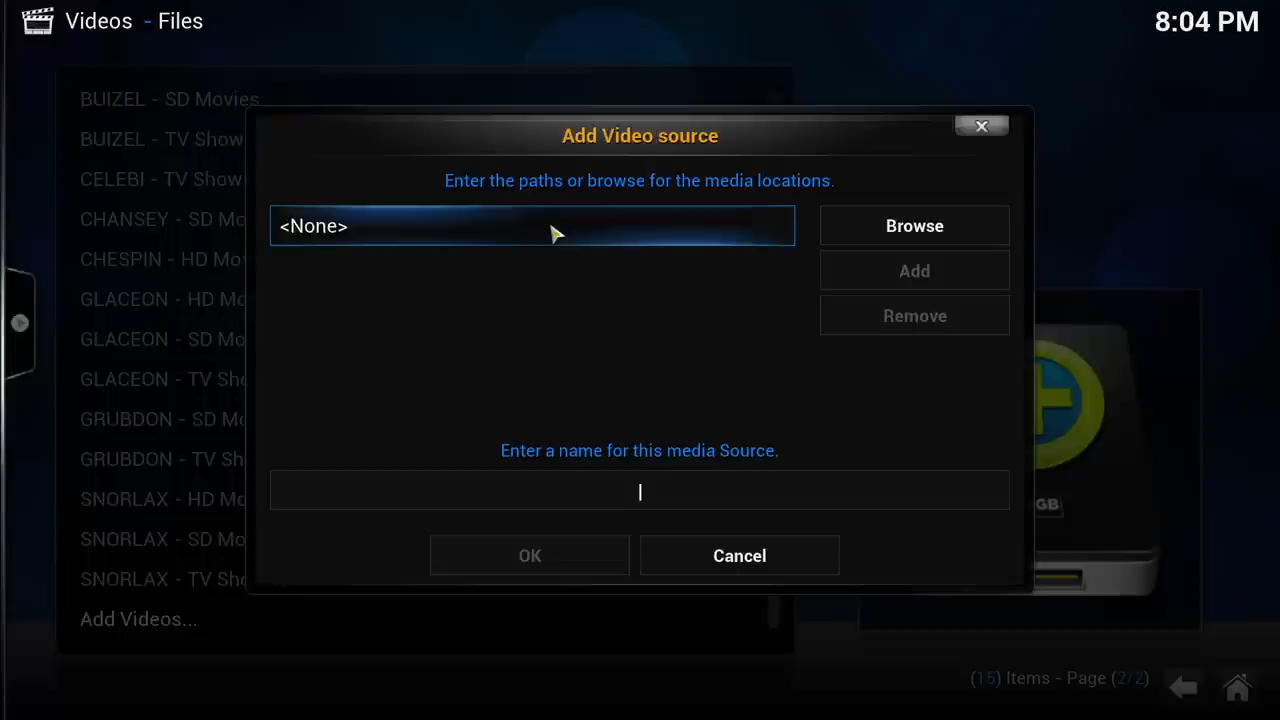 Videos - Files
8:04 PM
BUIZEL - SD Movies
BUIZEL - TV Show
CELEBI - TV Show
CHANSEY - SD Mo
CHESPIN - HD Mo
GLACEON - HD Mo
GLACEON - SD Mo
GLACEON - TV Sho
GRUBDON - SD Mo
GRUBDON - TV Sh
SNORLAX - HD Mo
SNORLAX - SD Mo
SNORLAX - TV Sho
Add Videos...
Add Video source
Enter the paths or browse for the media locations.
<None>
Browse
Add
Remove
Enter a name for this media Source.
OK
Cancel
GB
(15) Items - Page (2/2)